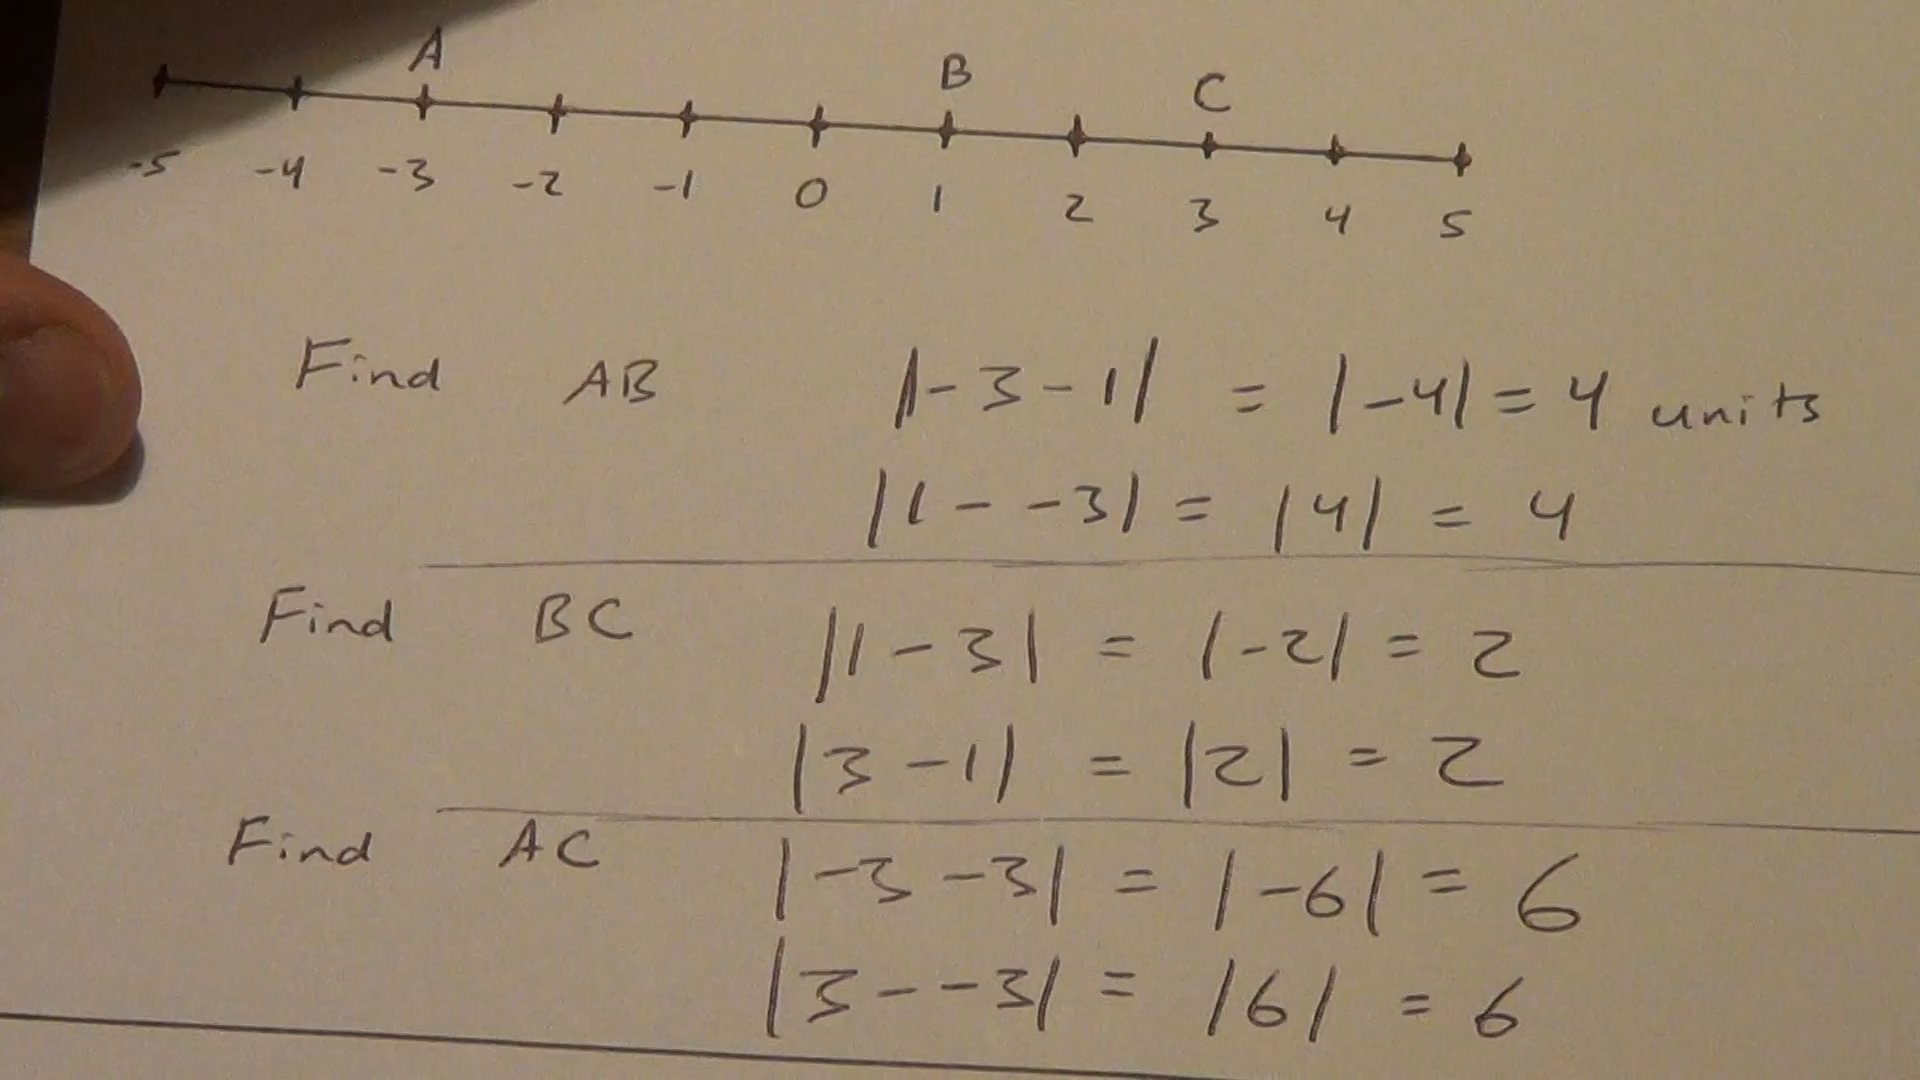 A B C
-5 -4 -3 -2 -1 0 1 2 3 4 5
Find AB |-3-1| = |-4| = 4 units
|1--3| = |4| = 4
Find BC |1-3| = |-2| = 2
|3-1| = |2| = 2
Find AC |-3-3| = |-6| = 6
|3--3| = |6| = 6